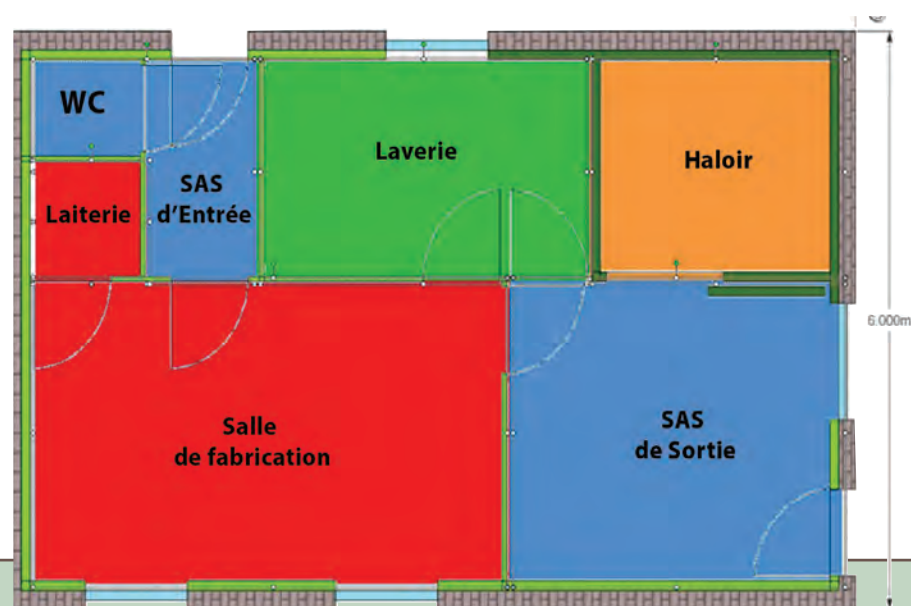 WC
Laverie
Haloir
SAS
d'Entrée
Laiterie
6.000m
SAS
de Sortie
Salle
de fabrication